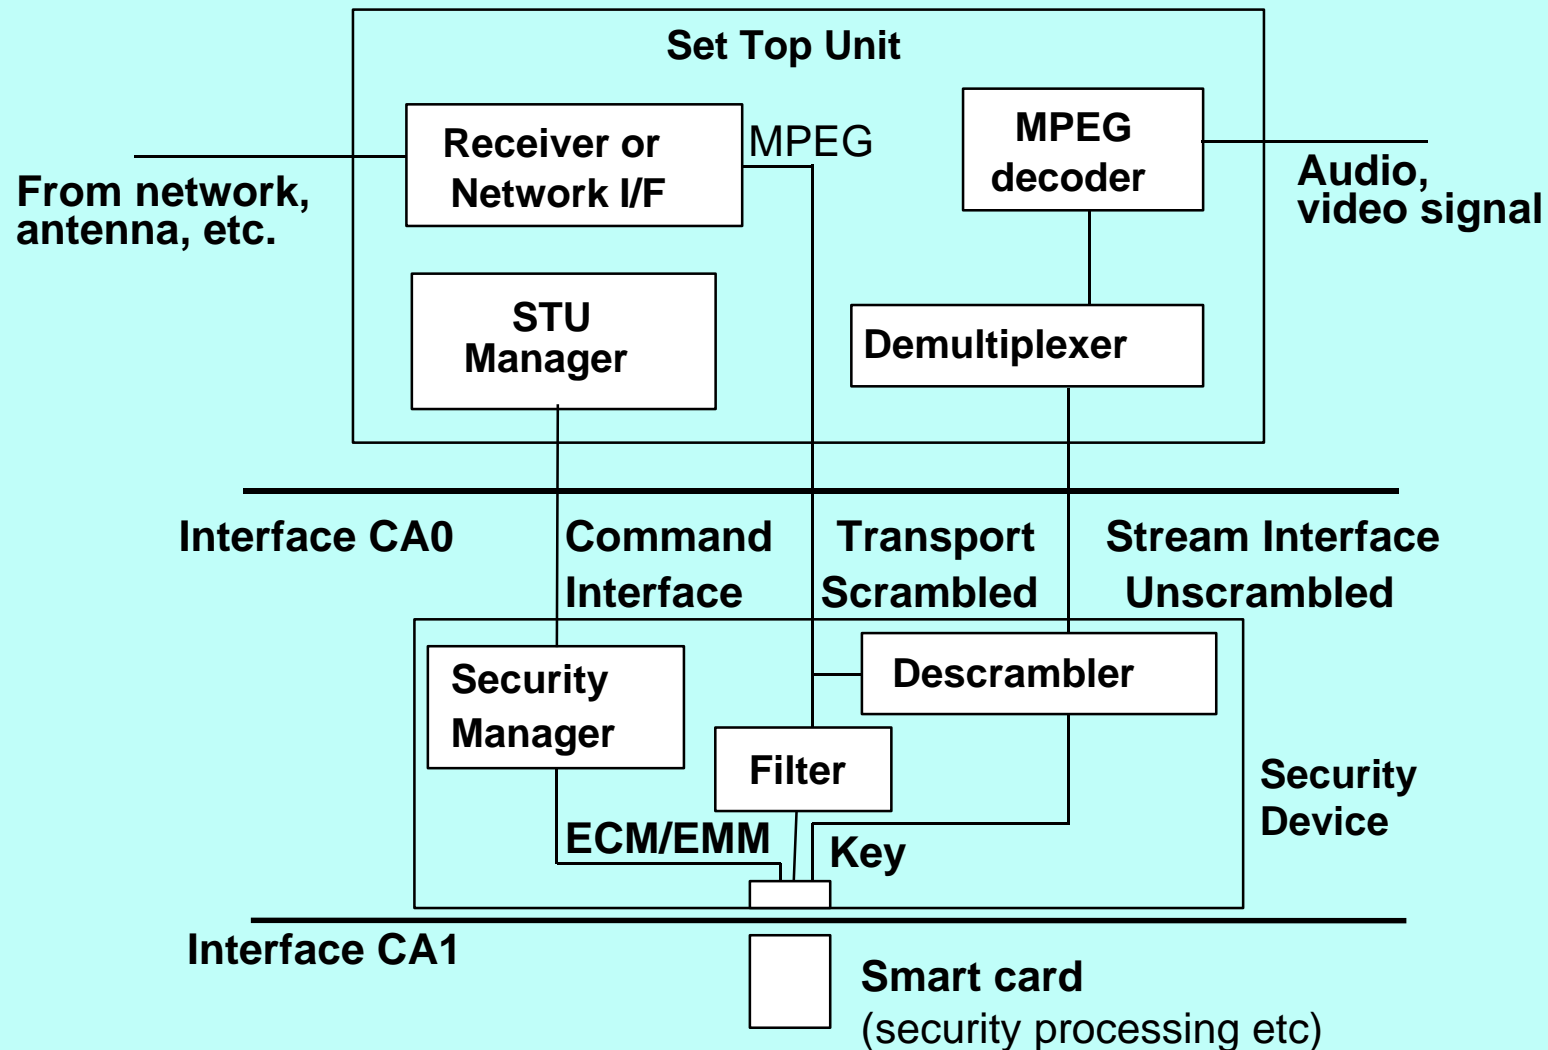 Set Top Unit
Receiver or
Network I/F
MPEG
MPEG
decoder
From network,
antenna, etc.
Audio,
video signal
STU
Manager
Demultiplexer
Interface CA0
Command
Interface
Transport
Scrambled
Stream Interface
Unscrambled
Security
Manager
Descrambler
Filter
Security
Device
ECM/EMM
Key
Interface CA1
Smart card
(security processing etc)